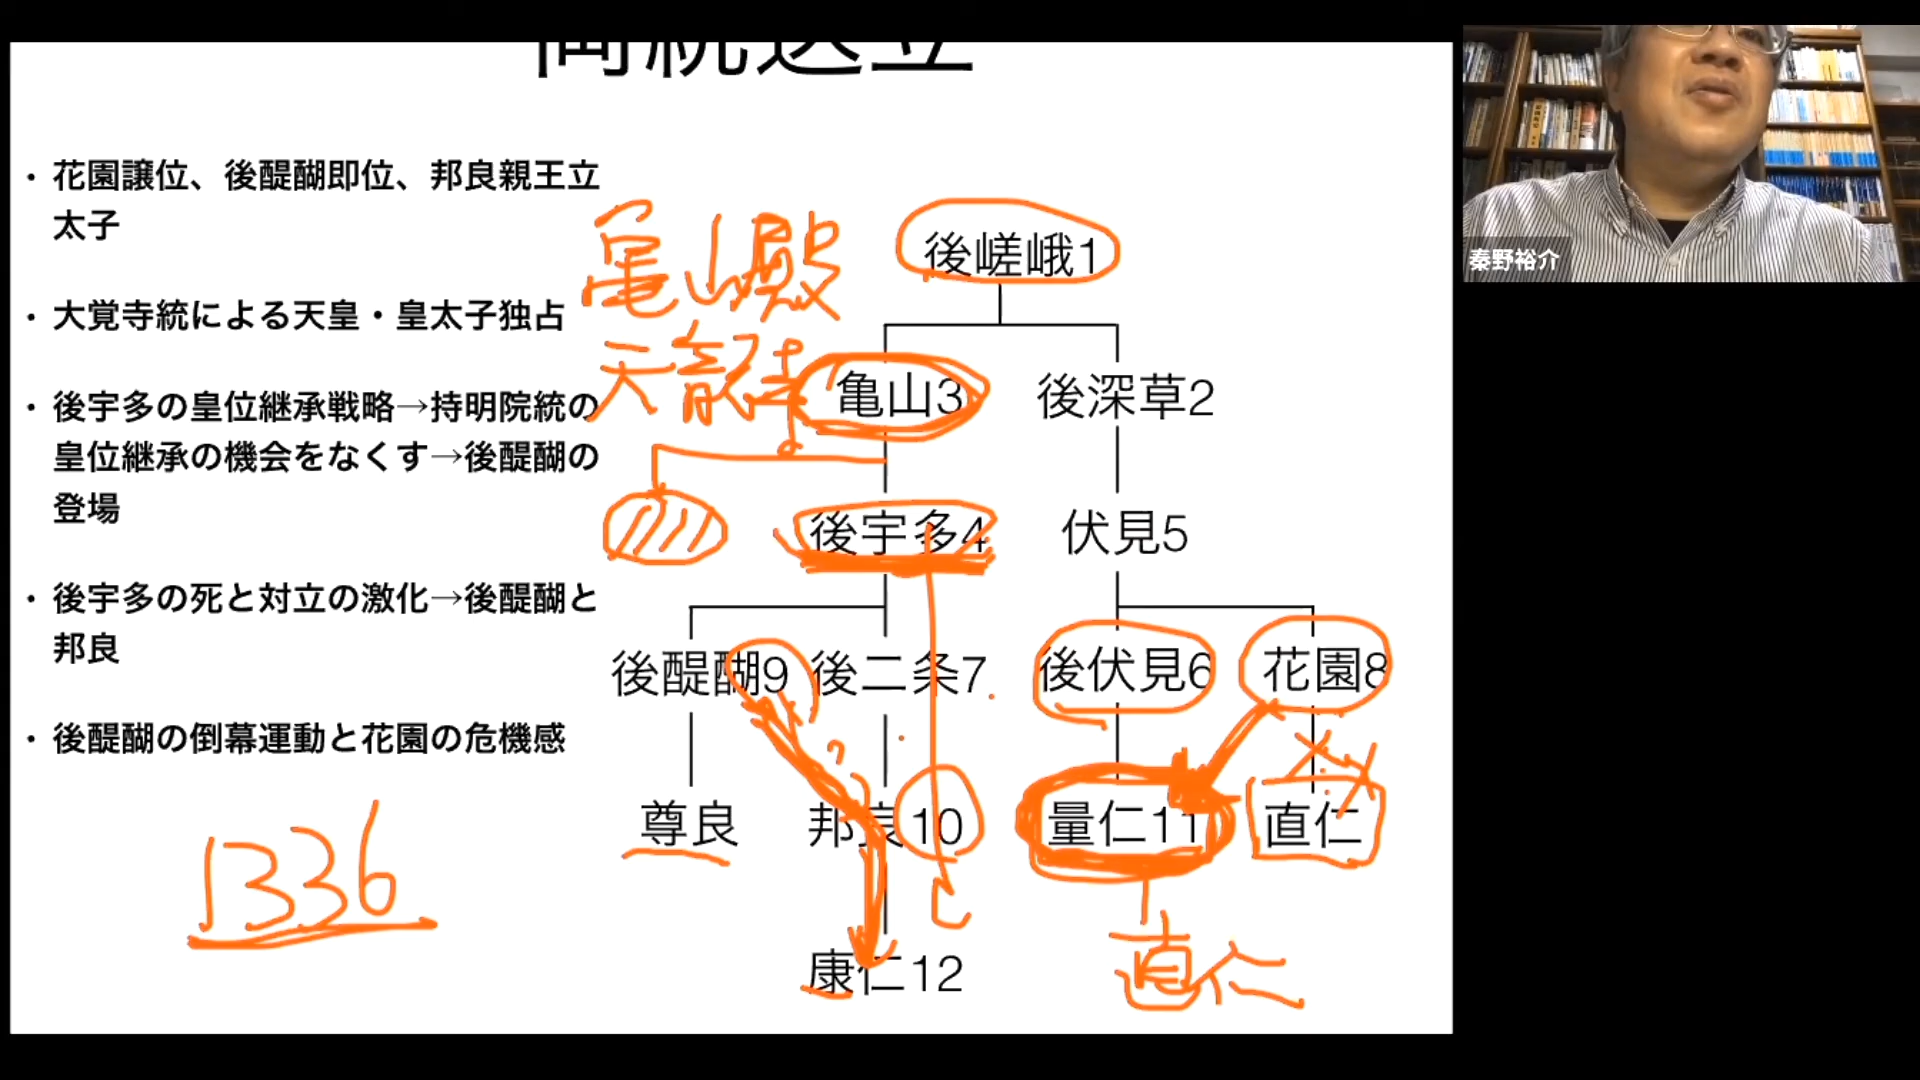 両統迭立
・花園譲位、後醍醐即位、邦良親王立
太子
・大覚寺統による天皇・皇太子独占
・後宇多の皇位継承戦略→持明院統の
皇位継承の機会をなくす→後醍醐の
登場
・後宇多の死と対立の激化→後醍醐と
邦良
・後醍醐の倒幕運動と花園の危機感
1336
亀山殿
後嵯峨1
天龍寺
亀山3
後深草2
後宇多4
伏見5
後醍醐9
後二条7
後伏見6
花園8
尊良
邦良10
量仁11
直仁
康仁12
直仁
秦野裕介